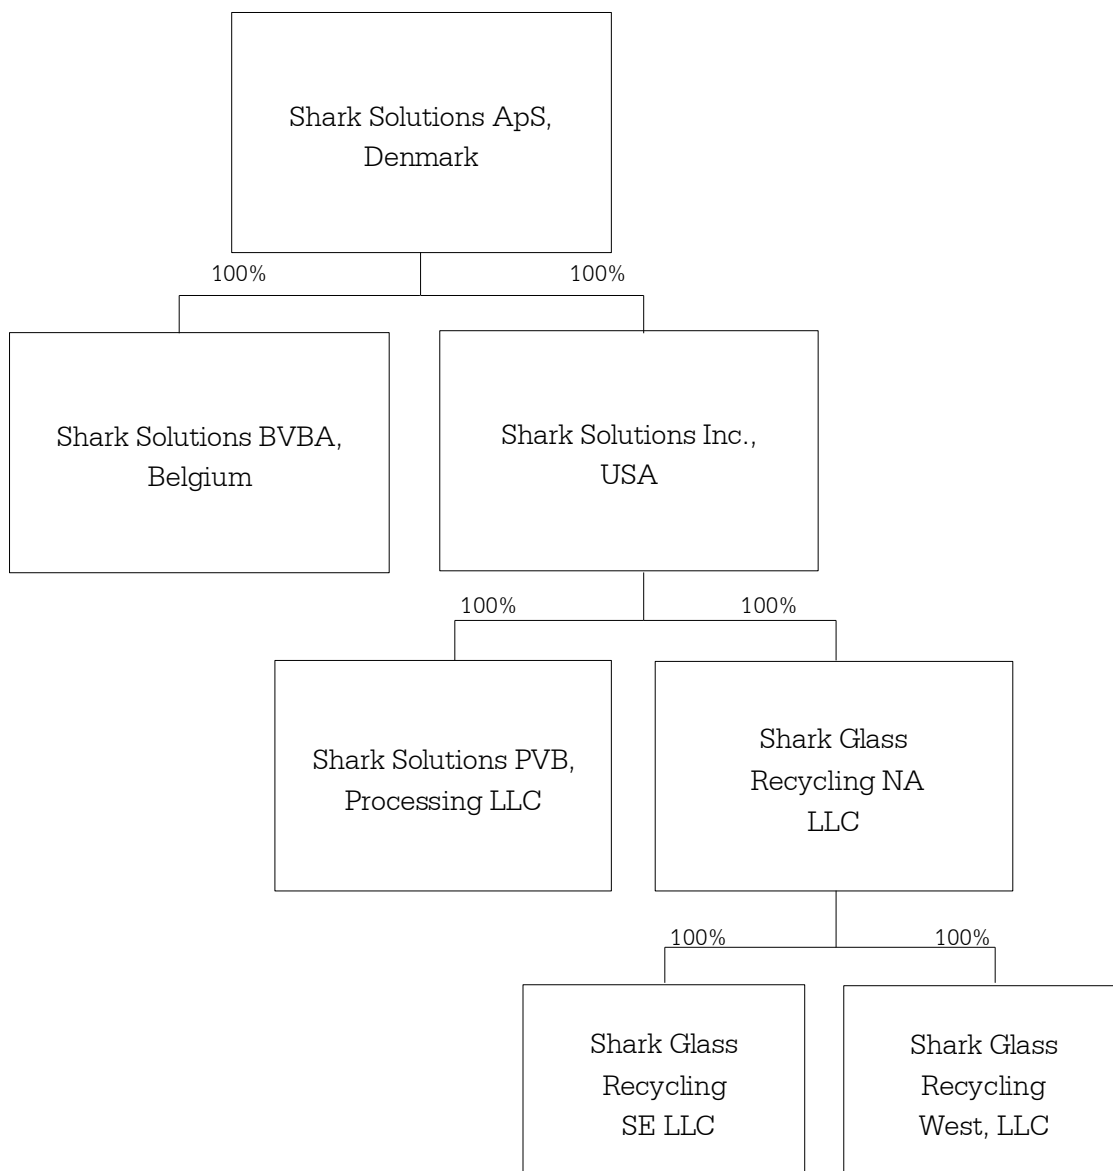 Shark Solutions ApS,
Denmark
100%
100%
Shark Solutions BVBA,
Belgium
Shark Solutions Inc.,
USA
100%
100%
Shark Solutions PVB,
Processing LLC
Shark Glass
Recycling NA
LLC
100%
100%
Shark Glass
Recycling
SE LLC
Shark Glass
Recycling
West, LLC